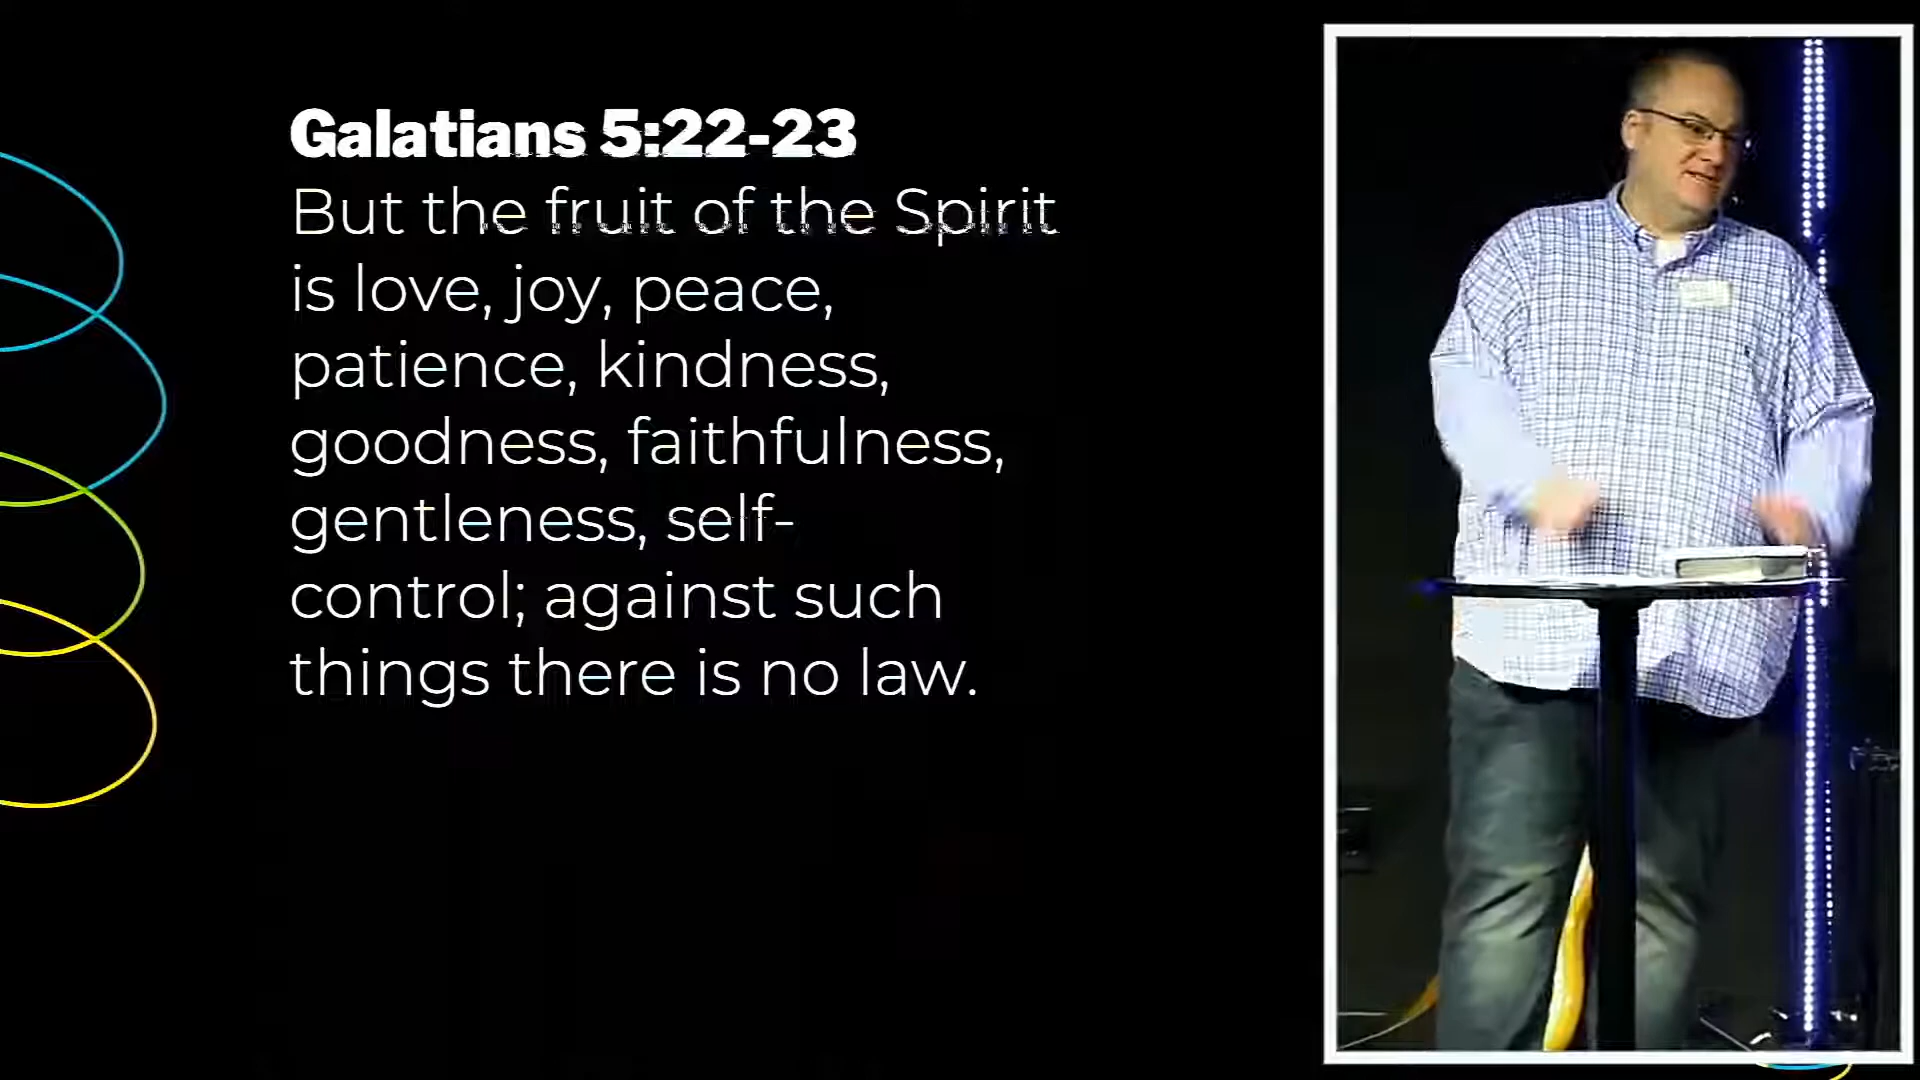 Galatians 5:22-23
But the fruit of the Spirit
is love, joy, peace,
patience, kindness,
goodness, faithfulness,
gentleness, self-
control; against such
things there is no law.